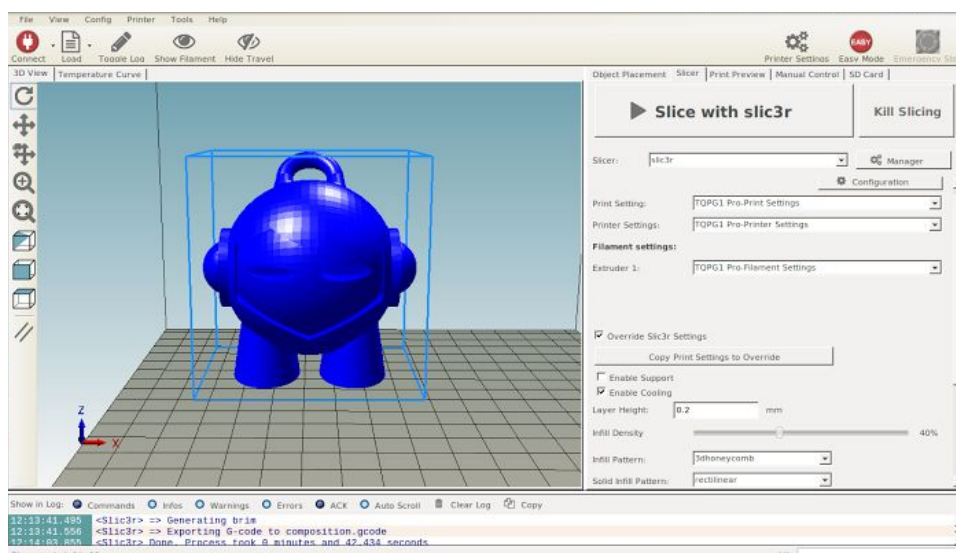 File View Config Printer Tools Help
Connect Load Toggle Log Show Filament Hide Travel Printer Settings Easy Mode Emergency St
EASY
3D View Temperature Curve Object Placement Slicer Print Preview Manual Control SD Card
Slice with slic3r Kill Slicing
Slicer: slic3r Manager
Configuration
Print Setting: TQPG1 Pro-Print Settings
Printer Settings: TQPG1 Pro-Printer Settings
Filament settings:
Extruder 1: TQPG1 Pro-Filament Settings
Override Slic3r Settings
Copy Print Settings to Override
Enable Support
Enable Cooling
Layer Height: 0.2 mm
Infill Density 40%
Infill Pattern: 3dhoneycomb
Solid Infill Pattern: rectilinear
Z
X
Show in Log: Commands Infos Warnings Errors ACK Auto Scroll Clear Log Copy
12:13:41.495 <Slic3r> => Generating brim
12:13:41.556 <Slic3r> => Exporting G-code to composition.gcode
12:14:03.855 <Slic3r> Done. Process took 0 minutes and 42.434 seconds